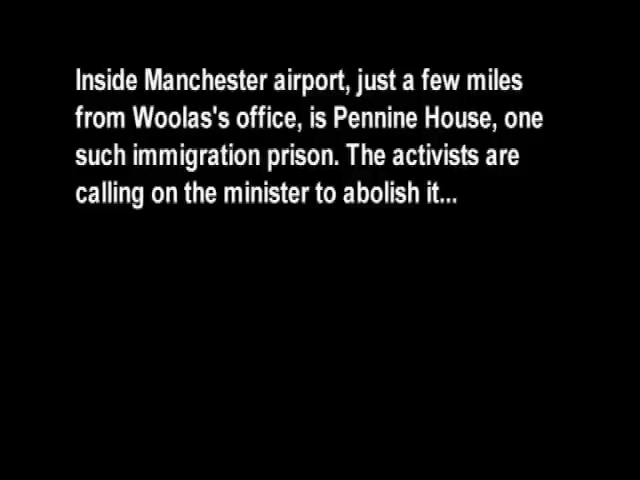 Inside Manchester airport, just a few miles
from Woolas's office, is Pennine House, one
such immigration prison. The activists are
calling on the minister to abolish it...